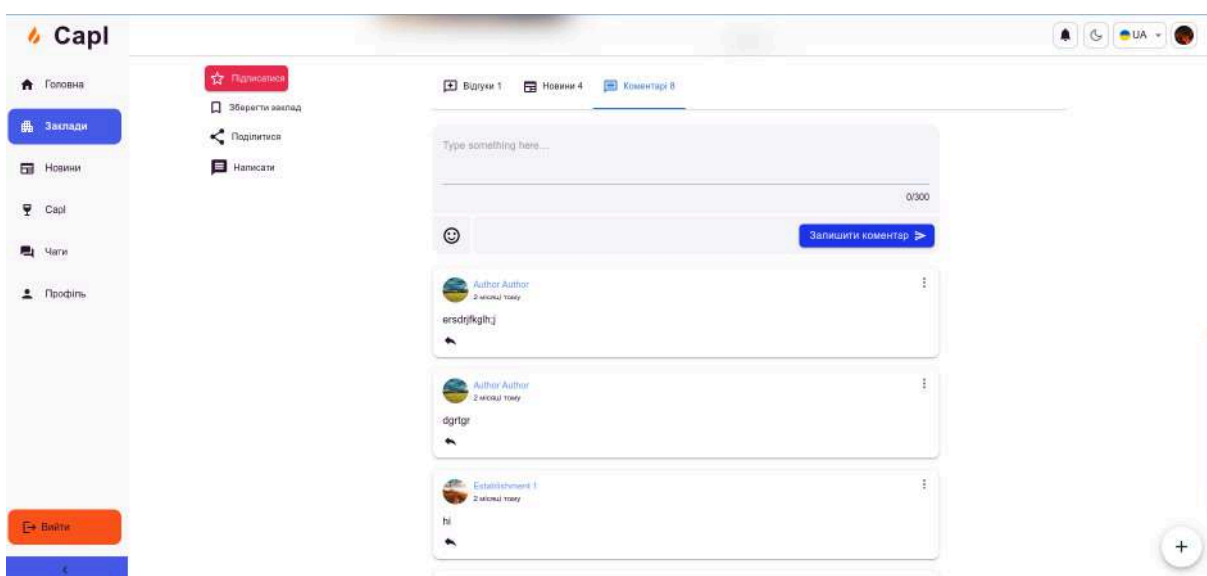 Capl
UA
Головна
Заклади
Новини
Capl
Чати
Профіль
Вийти
Підписатися
Зберегти заклад
Поділитися
Написати
Відгуки 1
Новини 4
Коментарі 8
Type something here...
0/300
Залишити коментар
Author Author
2 місяці тому
ersdrjfkglh;j
Author Author
2 місяці тому
dgrtgr
Establishment 1
2 місяці тому
hi